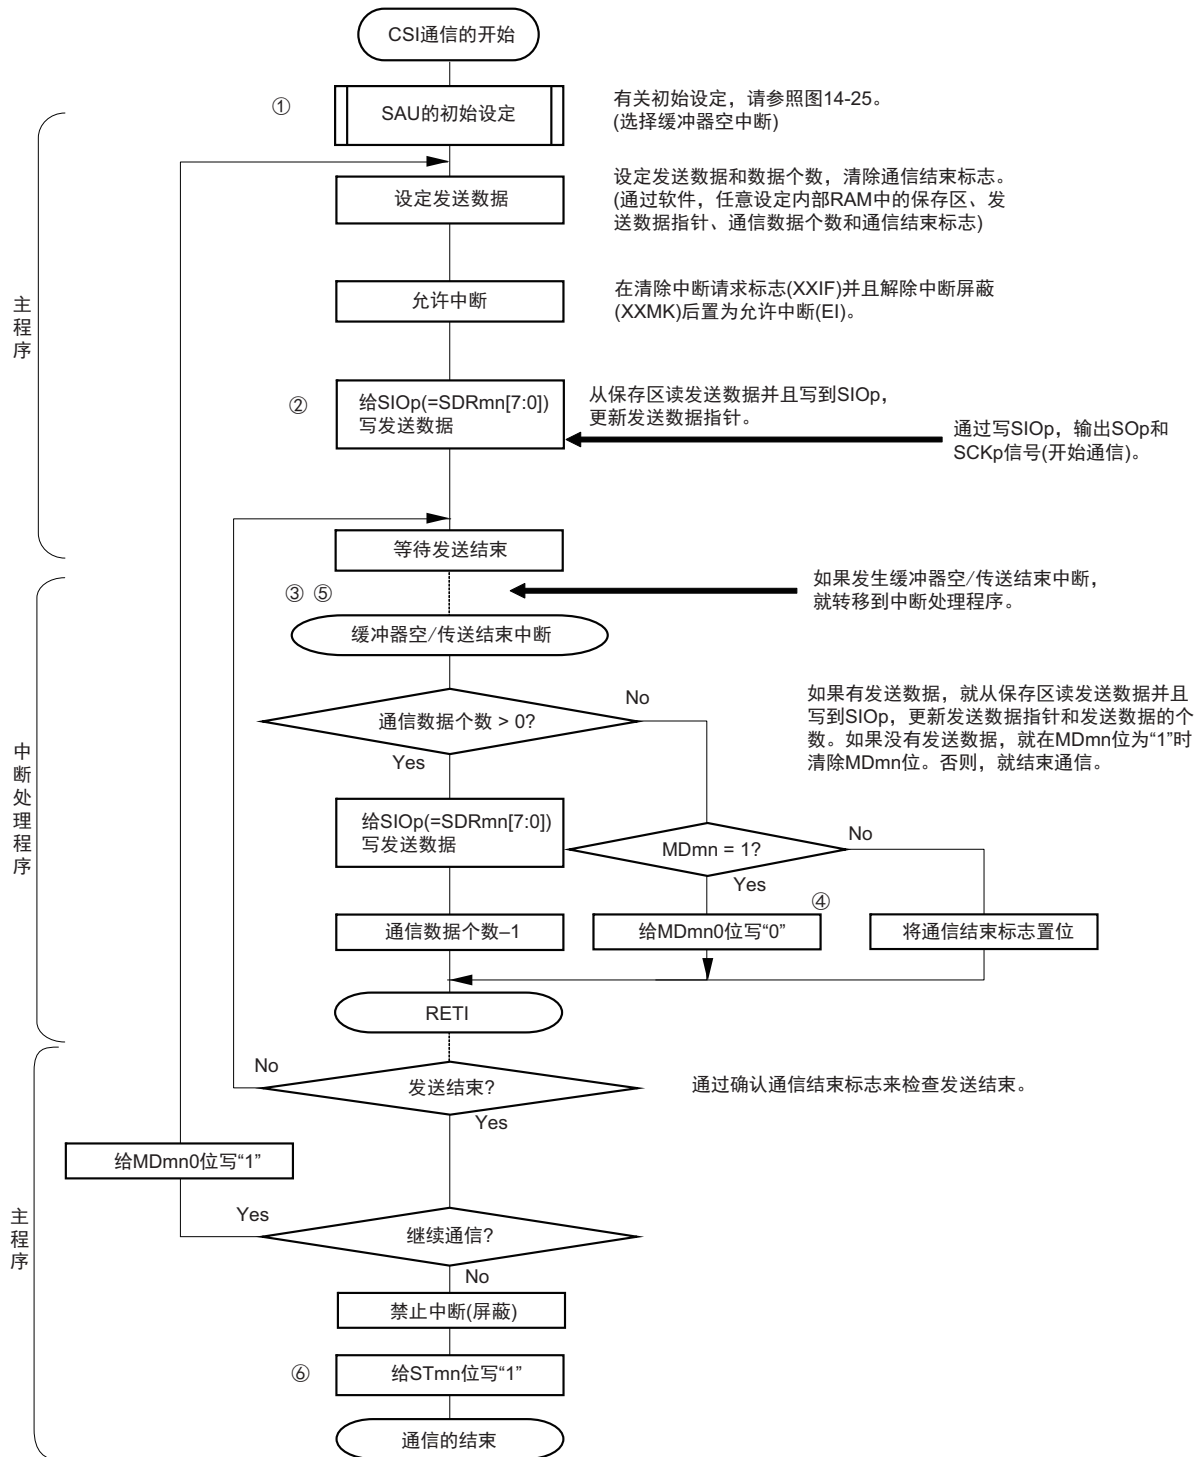 CSI通信的开始
①
SAU的初始设定
有关初始设定，请参照图14-25。
(选择缓冲器空中断)
设定发送数据
设定发送数据和数据个数，清除通信结束标志。
(通过软件，任意设定内部RAM中的保存区、发
送数据指针、通信数据个数和通信结束标志)
主程序
允许中断
在清除中断请求标志(XXIF)并且解除中断屏蔽
(XXMK)后置为允许中断(EI)。
②
给SIOp(=SDRmn[7:0])
写发送数据
从保存区读发送数据并且写到SIOp，
更新发送数据指针。
通过写SIOp，输出SOp和
SCKp信号(开始通信)。
等待发送结束
③ ⑤
如果发生缓冲器空/传送结束中断，
就转移到中断处理程序。
缓冲器空/传送结束中断
中断处理程序
通信数据个数 > 0?
No
Yes
如果有发送数据，就从保存区读发送数据并且
写到SIOp，更新发送数据指针和发送数据的个
数。如果没有发送数据，就在MDmn位为“1”时
清除MDmn位。否则，就结束通信。
给SIOp(=SDRmn[7:0])
写发送数据
MDmn = 1?
No
Yes
④
通信数据个数–1
给MDmn0位写“0”
将通信结束标志置位
RETI
No
发送结束?
Yes
通过确认通信结束标志来检查发送结束。
给MDmn0位写“1”
主程序
Yes
继续通信?
No
禁止中断(屏蔽)
⑥
给STmn位写“1”
通信的结束